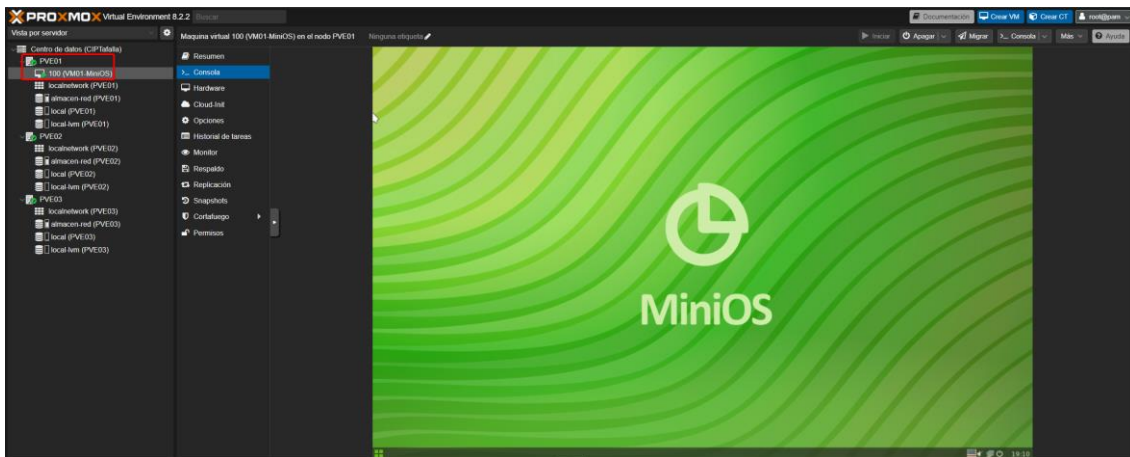 PROXMOX Virtual Environment 8.2.2 Buscar
Documentación Crear VM Crear CT root@pam
Vista por servidor
Maquina virtual 100 (VM01-MiniOS) en el nodo PVE01 Ninguna etiqueta
Iniciar Apagar Migrar Consola Más Ayuda
Centro de datos (CIPTafalla)
PVE01
100 (VM01-MiniOS)
localnetwork (PVE01)
almacen-red (PVE01)
local (PVE01)
local-lvm (PVE01)
PVE02
localnetwork (PVE02)
almacen-red (PVE02)
local (PVE02)
local-lvm (PVE02)
PVE03
localnetwork (PVE03)
almacen-red (PVE03)
local (PVE03)
local-lvm (PVE03)
Resumen
>_ Consola
Hardware
Cloud-Init
Opciones
Historial de tareas
Monitor
Respaldo
Replicación
Snapshots
Cortafuego
Permisos
MiniOS
19:10